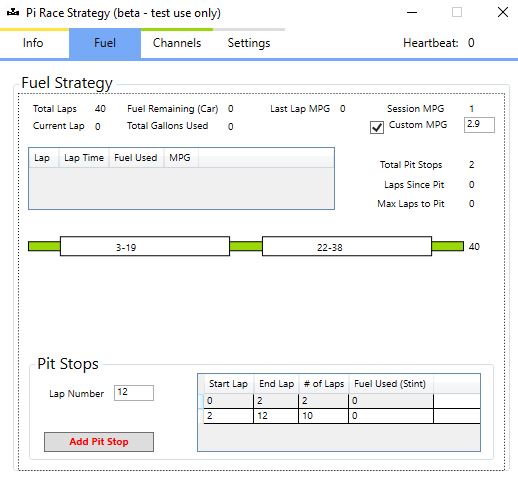 Pi Race Strategy (beta - test use only)
Info Fuel Channels Settings Heartbeat: 0
Fuel Strategy
Total Laps 40 Fuel Remaining (Car) 0 Last Lap MPG 0 Session MPG 1
Current Lap 0 Total Gallons Used 0 Custom MPG 2.9
Lap Lap Time Fuel Used MPG
Total Pit Stops 2
Laps Since Pit 0
Max Laps to Pit 0
3-19 22-38 40
Pit Stops
Lap Number 12
Add Pit Stop
Start Lap End Lap # of Laps Fuel Used (Stint)
0 2 2 0
2 12 10 0